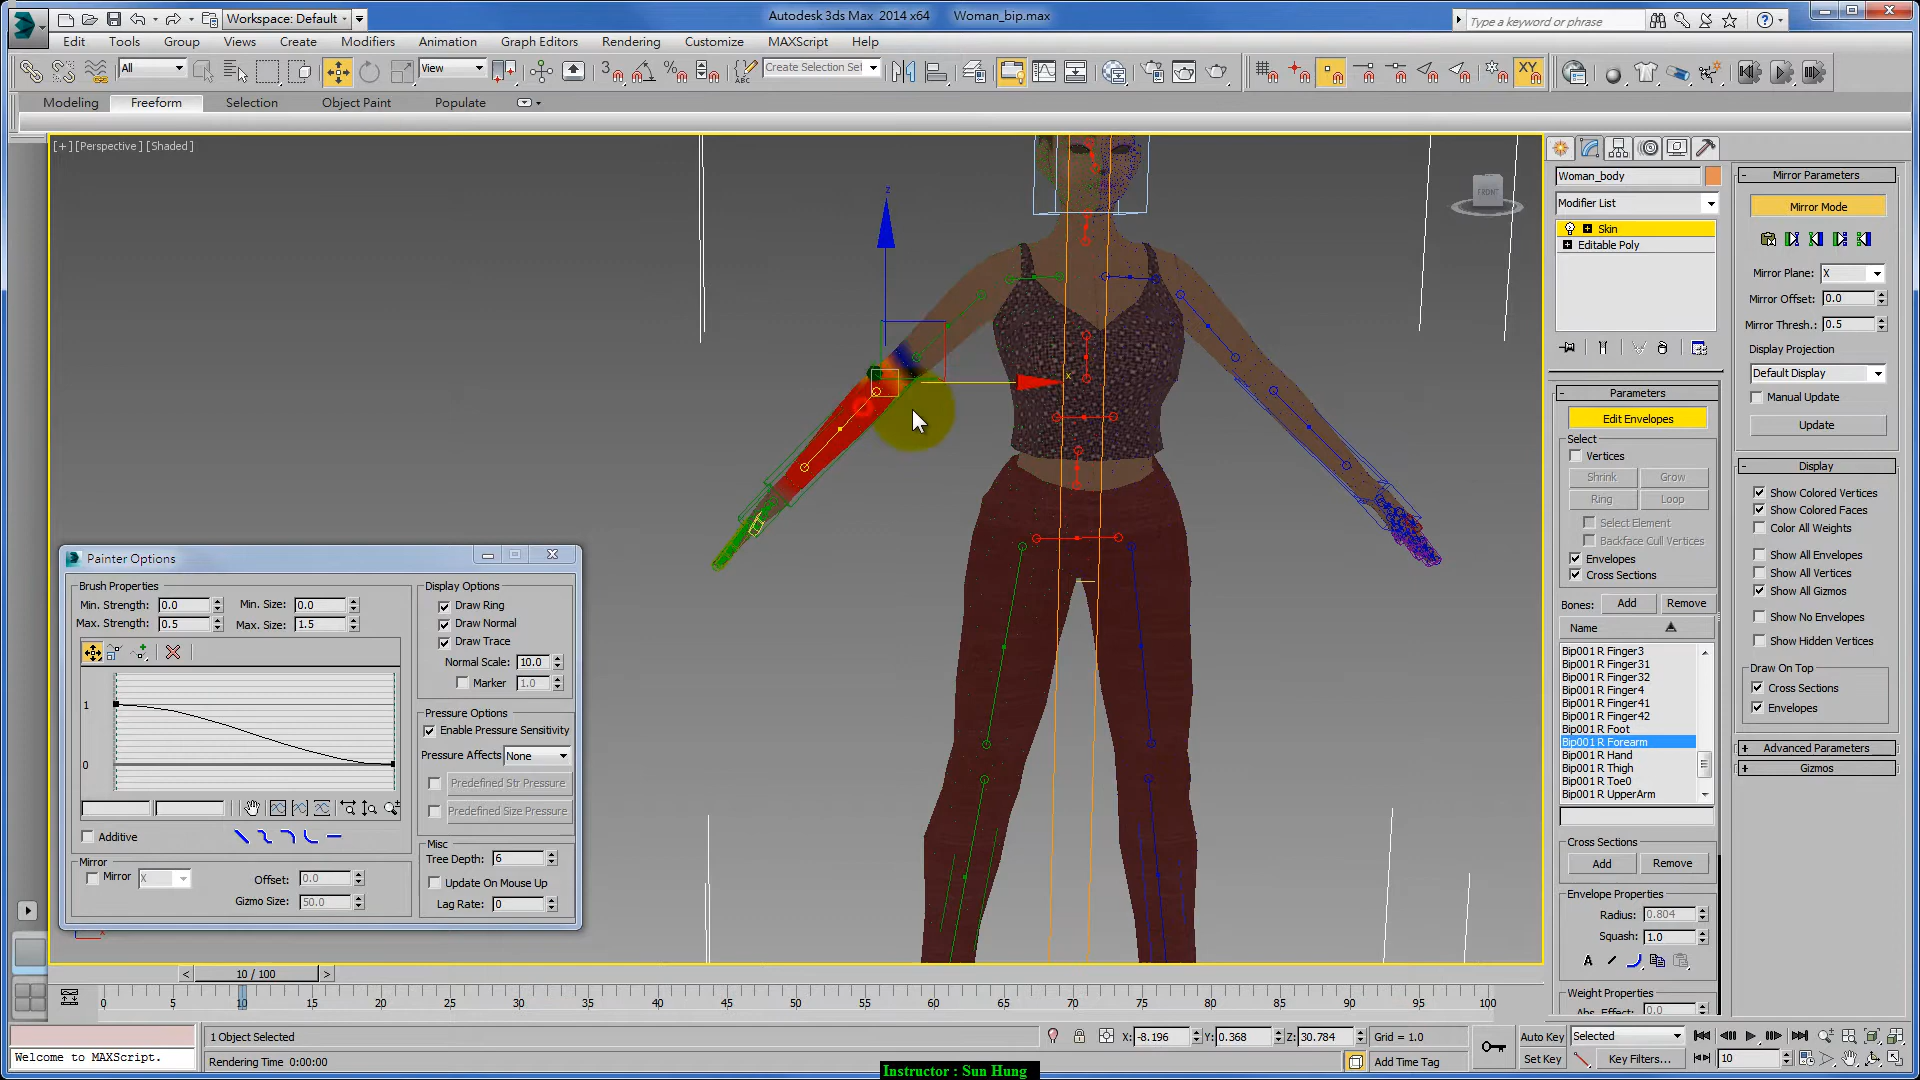 Workspace: Default
Autodesk 3ds Max 2014 x64 Woman_bip.max
Type a keyword or phrase
Edit Tools Group Views Create Modifiers Animation Graph Editors Rendering Customize MAXScript Help
All
View
Create Selection Set
Modeling Freeform Selection Object Paint Populate
[+] [Perspective] [Shaded]
z
x
FRONT
Painter Options
Brush Properties
Min. Strength: 0.0 Min. Size: 0.0
Max. Strength: 0.5 Max. Size: 1.5
1
0
Additive
Mirror
Mirror X Offset: 0.0
Gizmo Size: 50.0
Display Options
Draw Ring
Draw Normal
Draw Trace
Normal Scale: 10.0
Marker 1.0
Pressure Options
Enable Pressure Sensitivity
Pressure Affects None
Predefined Str Pressure
Predefined Size Pressure
Misc
Tree Depth: 6
Update On Mouse Up
Lag Rate: 0
Woman_body
Modifier List
Skin
Editable Poly
Parameters
Edit Envelopes
Select
Vertices
Shrink Grow
Ring Loop
Select Element
Backface Cull Vertices
Envelopes
Cross Sections
Bones: Add Remove
Name
Bip001 R Finger3
Bip001 R Finger31
Bip001 R Finger32
Bip001 R Finger4
Bip001 R Finger41
Bip001 R Finger42
Bip001 R Foot
Bip001 R Forearm
Bip001 R Hand
Bip001 R Thigh
Bip001 R Toe0
Bip001 R UpperArm
Cross Sections
Add Remove
Envelope Properties
Radius: 0.804
Squash: 1.0
A
Weight Properties
Abs. Effect: 0.0
Mirror Parameters
Mirror Mode
Mirror Plane: X
Mirror Offset: 0.0
Mirror Thresh.: 0.5
Display Projection
Default Display
Manual Update
Update
Display
Show Colored Vertices
Show Colored Faces
Color All Weights
Show All Envelopes
Show All Vertices
Show All Gizmos
Show No Envelopes
Show Hidden Vertices
Draw On Top
Cross Sections
Envelopes
Advanced Parameters
Gizmos
< 10 / 100 >
0 5 10 15 20 25 30 35 40 45 50 55 60 65 70 75 80 85 90 95 100
1 Object Selected
X: -8.196 Y: 0.368 Z: 30.784 Grid = 1.0
Auto Key Selected
Welcome to MAXScript.
Rendering Time 0:00:00
Add Time Tag
Set Key Key Filters... 10
Instructor : Sun Hung